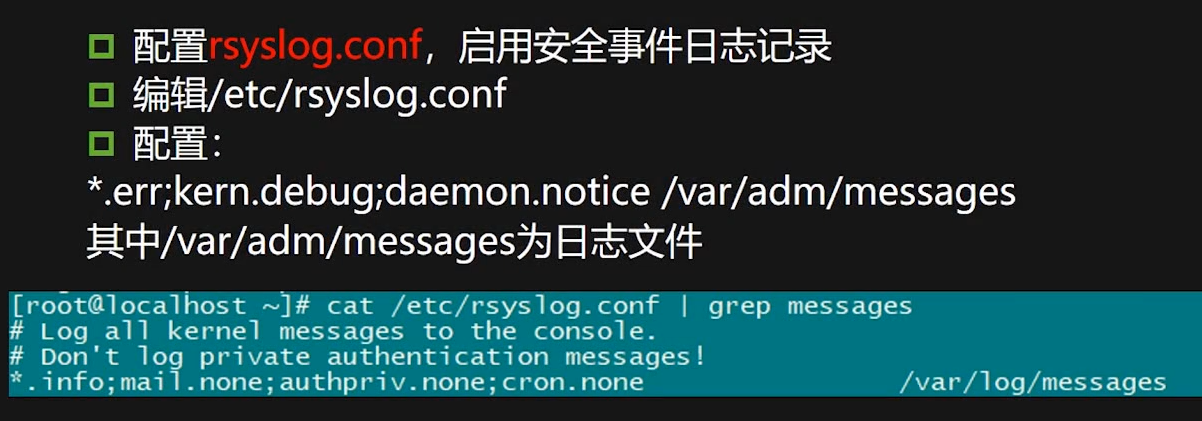 配置rsyslog.conf，启用安全事件日志记录
编辑/etc/rsyslog.conf
配置：
*.err;kern.debug;daemon.notice /var/adm/messages
其中/var/adm/messages为日志文件
[root@localhost ~]# cat /etc/rsyslog.conf | grep messages
# Log all kernel messages to the console.
# Don't log private authentication messages!
*.info;mail.none;authpriv.none;cron.none /var/log/messages